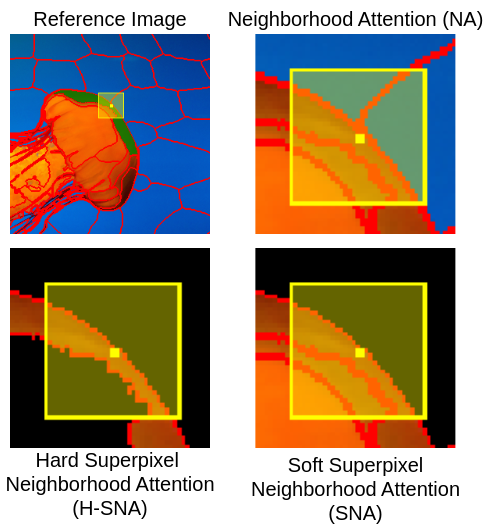 Reference Image
Neighborhood Attention (NA)
Hard Superpixel
Neighborhood Attention
(H-SNA)
Soft Superpixel
Neighborhood Attention
(SNA)